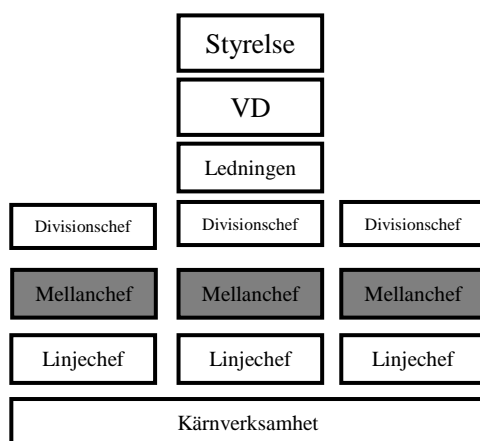 Styrelse
VD
Ledningen
Divisionschef Divisionschef Divisionschef
Mellanchef Mellanchef Mellanchef
Linjechef Linjechef Linjechef
Kärnverksamhet